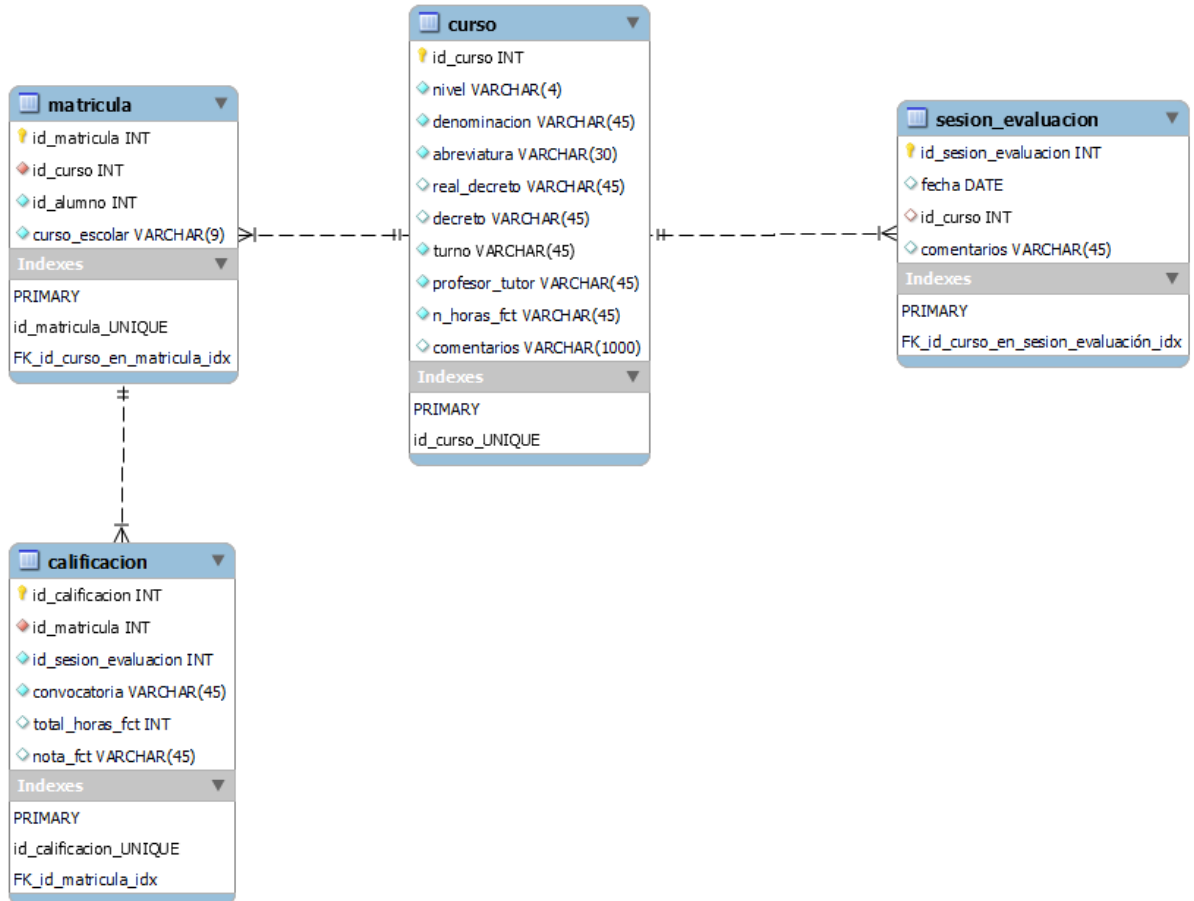 curso
id_curso INT
nivel VARCHAR(4)
denominacion VARCHAR(45)
abreviatura VARCHAR(30)
real_decreto VARCHAR(45)
decreto VARCHAR(45)
turno VARCHAR(45)
profesor_tutor VARCHAR(45)
n_horas_fct VARCHAR(45)
comentarios VARCHAR(1000)
Indexes
PRIMARY
id_curso_UNIQUE
matricula
id_matricula INT
id_curso INT
id_alumno INT
curso_escolar VARCHAR(9)
Indexes
PRIMARY
id_matricula_UNIQUE
FK_id_curso_en_matricula_idx
sesion_evaluacion
id_sesion_evaluacion INT
fecha DATE
id_curso INT
comentarios VARCHAR(45)
Indexes
PRIMARY
FK_id_curso_en_sesion_evaluación_idx
calificacion
id_calificacion INT
id_matricula INT
id_sesion_evaluacion INT
convocatoria VARCHAR(45)
total_horas_fct INT
nota_fct VARCHAR(45)
Indexes
PRIMARY
id_calificacion_UNIQUE
FK_id_matricula_idx